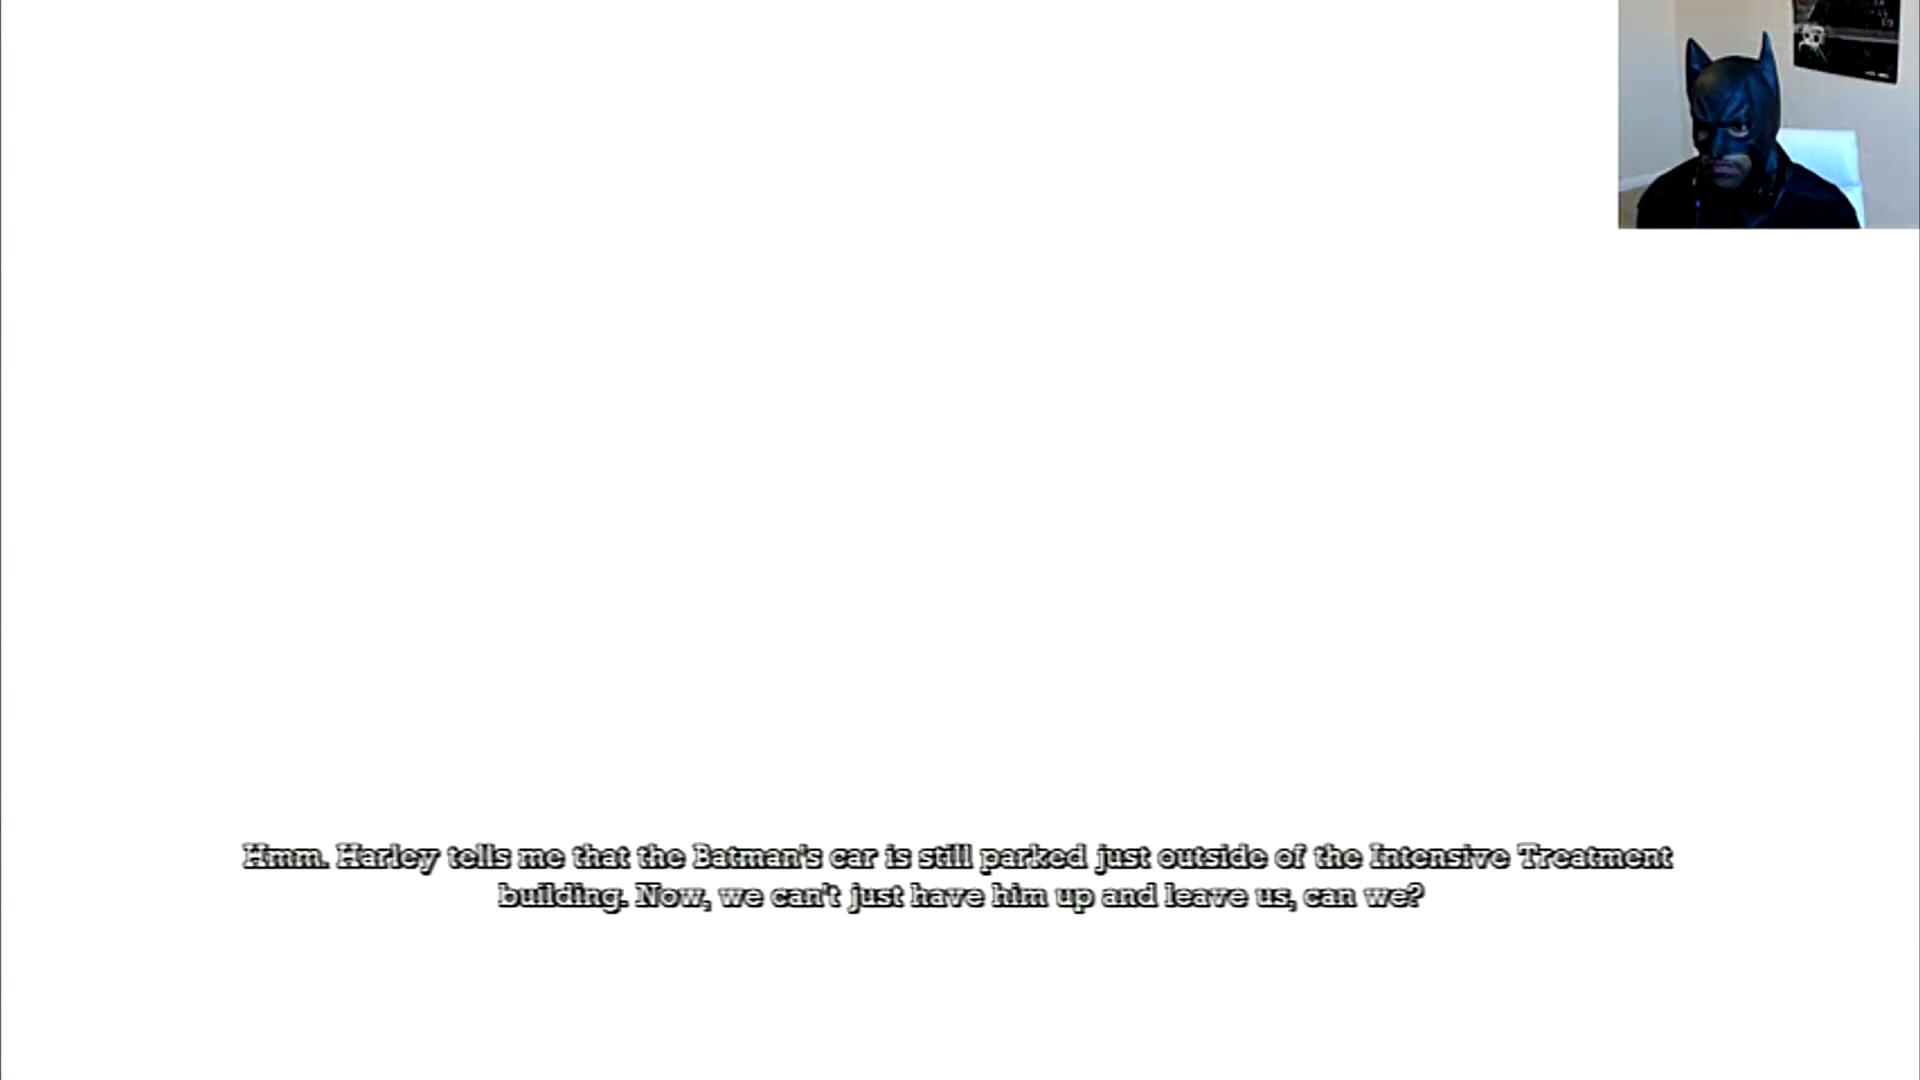 Hmm. Harley tells me that the Batman's car is still parked just outside of the Intensive Treatment
building. Now, we can't just have him up and leave us, can we?